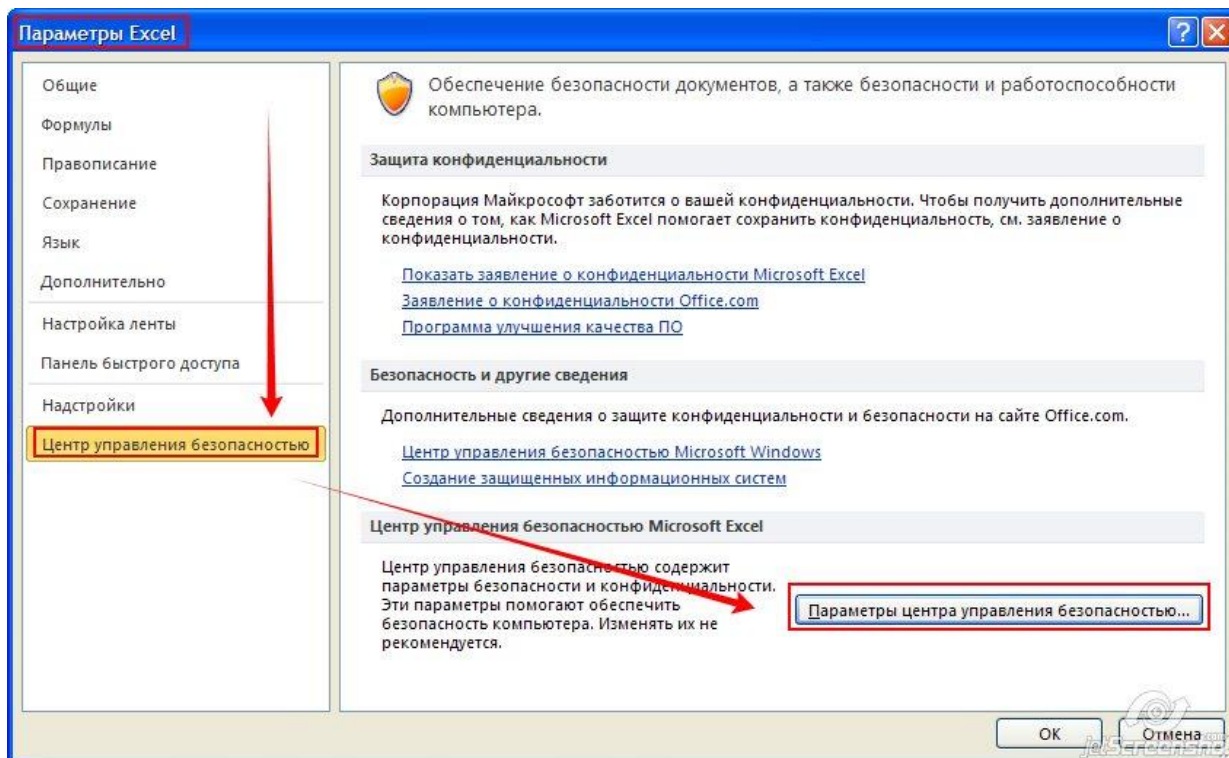 Параметры Excel
Общие
Формулы
Правописание
Сохранение
Язык
Дополнительно
Настройка ленты
Панель быстрого доступа
Надстройки
Центр управления безопасностью
Обеспечение безопасности документов, а также безопасности и работоспособности
компьютера.
Защита конфиденциальности
Корпорация Майкрософт заботится о вашей конфиденциальности. Чтобы получить дополнительные
сведения о том, как Microsoft Excel помогает сохранить конфиденциальность, см. заявление о
конфиденциальности.
Показать заявление о конфиденциальности Microsoft Excel
Заявление о конфиденциальности Office.com
Программа улучшения качества ПО
Безопасность и другие сведения
Дополнительные сведения о защите конфиденциальности и безопасности на сайте Office.com.
Центр управления безопасностью Microsoft Windows
Создание защищенных информационных систем
Центр управления безопасностью Microsoft Excel
Центр управления безопасностью содержит
параметры безопасности и конфиденциальности.
Эти параметры помогают обеспечить
безопасность компьютера. Изменять их не
рекомендуется.
Параметры центра управления безопасностью...
ОК
Отмена